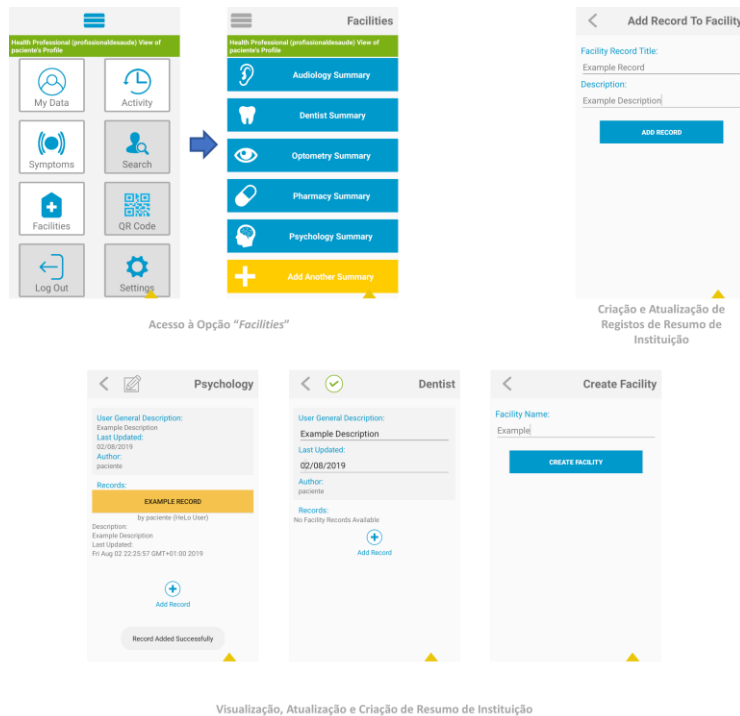 Health Professional (profissionaldesaude) View of
paciente's Profile
My Data
Activity
Symptoms
Search
Facilities
QR Code
Log Out
Settings
Facilities
Health Professional (profissionaldesaude) View of
paciente's Profile
Audiology Summary
Dentist Summary
Optometry Summary
Pharmacy Summary
Psychology Summary
Add Another Summary
Acesso à Opção “Facilities”
Add Record To Facility
Facility Record Title:
Example Record
Description:
Example Description
ADD RECORD
Criação e Atualização de
Registos de Resumo de
Instituição
Psychology
User General Description:
Example Description
Last Updated:
02/08/2019
Author:
paciente
Records:
EXAMPLE RECORD
by paciente (HeLo User)
Description:
Example Description
Last Updated:
Fri Aug 02 22:25:57 GMT+01:00 2019
Add Record
Record Added Successfully
Dentist
User General Description:
Example Description
Last Updated:
02/08/2019
Author:
paciente
Records:
No Facility Records Available
Add Record
Create Facility
Facility Name:
Example
CREATE FACILITY
Visualização, Atualização e Criação de Resumo de Instituição